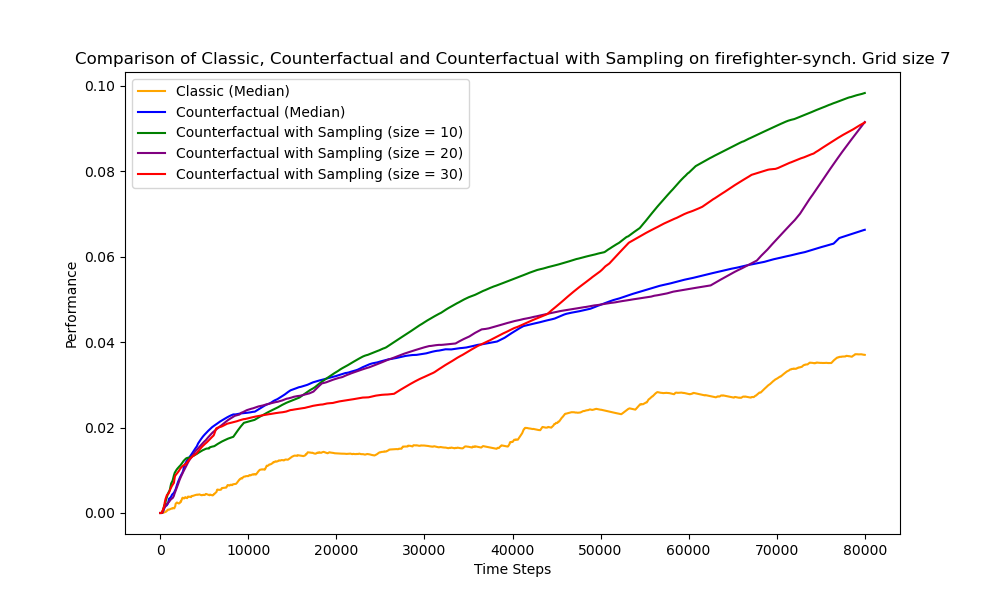 Comparison of Classic, Counterfactual and Counterfactual with Sampling on firefighter-synch. Grid size 7
Classic (Median)
Counterfactual (Median)
Counterfactual with Sampling (size = 10)
Counterfactual with Sampling (size = 20)
Counterfactual with Sampling (size = 30)
0.10
0.08
0.06
0.04
0.02
0.00
Performance
0 10000 20000 30000 40000 50000 60000 70000 80000
Time Steps